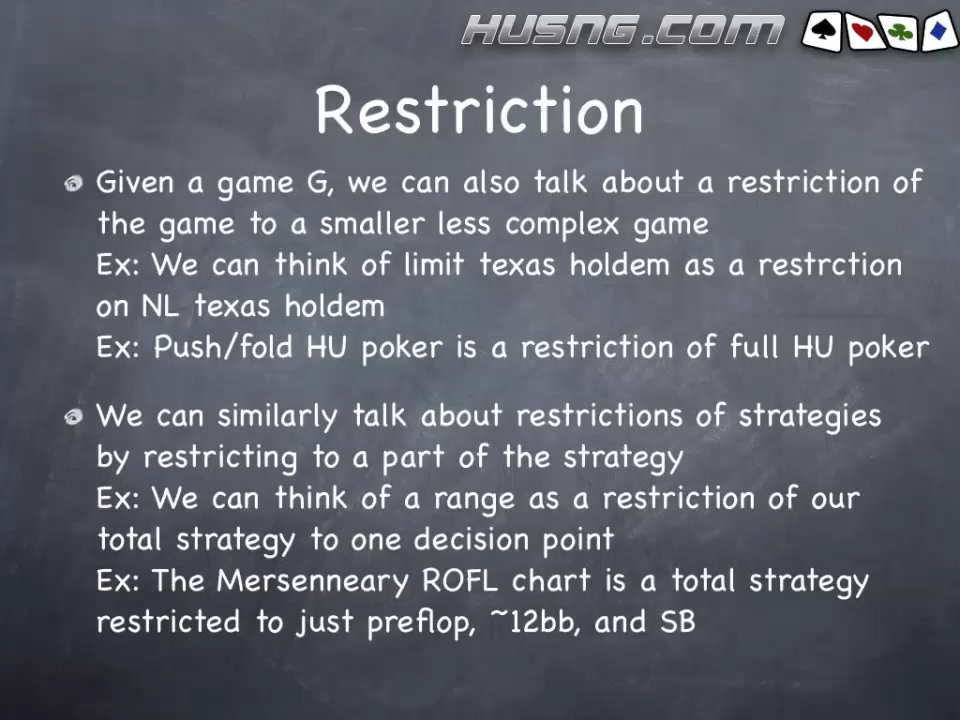 HUSNG.COM
Restriction
Given a game G, we can also talk about a restriction of
the game to a smaller less complex game
Ex: We can think of limit texas holdem as a restrction
on NL texas holdem
Ex: Push/fold HU poker is a restriction of full HU poker
We can similarly talk about restrictions of strategies
by restricting to a part of the strategy
Ex: We can think of a range as a restriction of our
total strategy to one decision point
Ex: The Mersenneary ROFL chart is a total strategy
restricted to just preflop, ~12bb, and SB